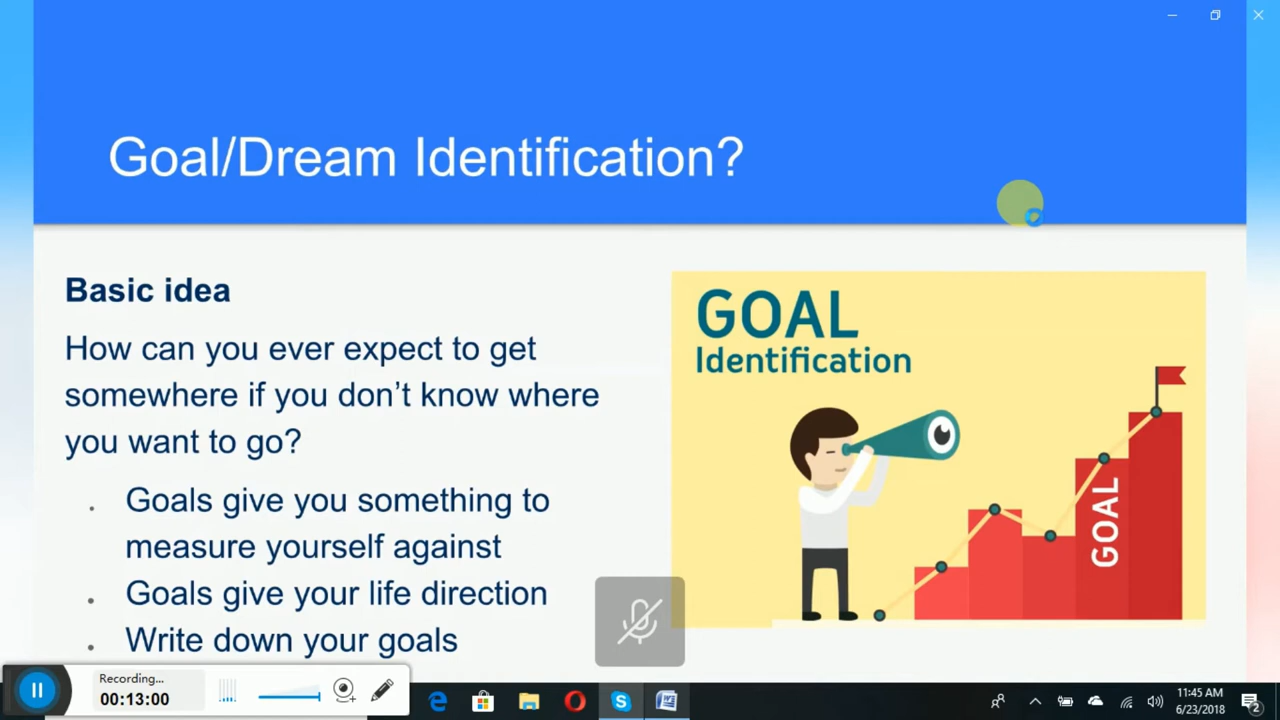 Goal/Dream Identification?
Basic idea
How can you ever expect to get
somewhere if you don't know where
you want to go?
Goals give you something to
measure yourself against
Goals give your life direction
Write down your goals
GOAL
Identification
GOAL
Recording...
00:13:00
11:45 AM
6/23/2018
2